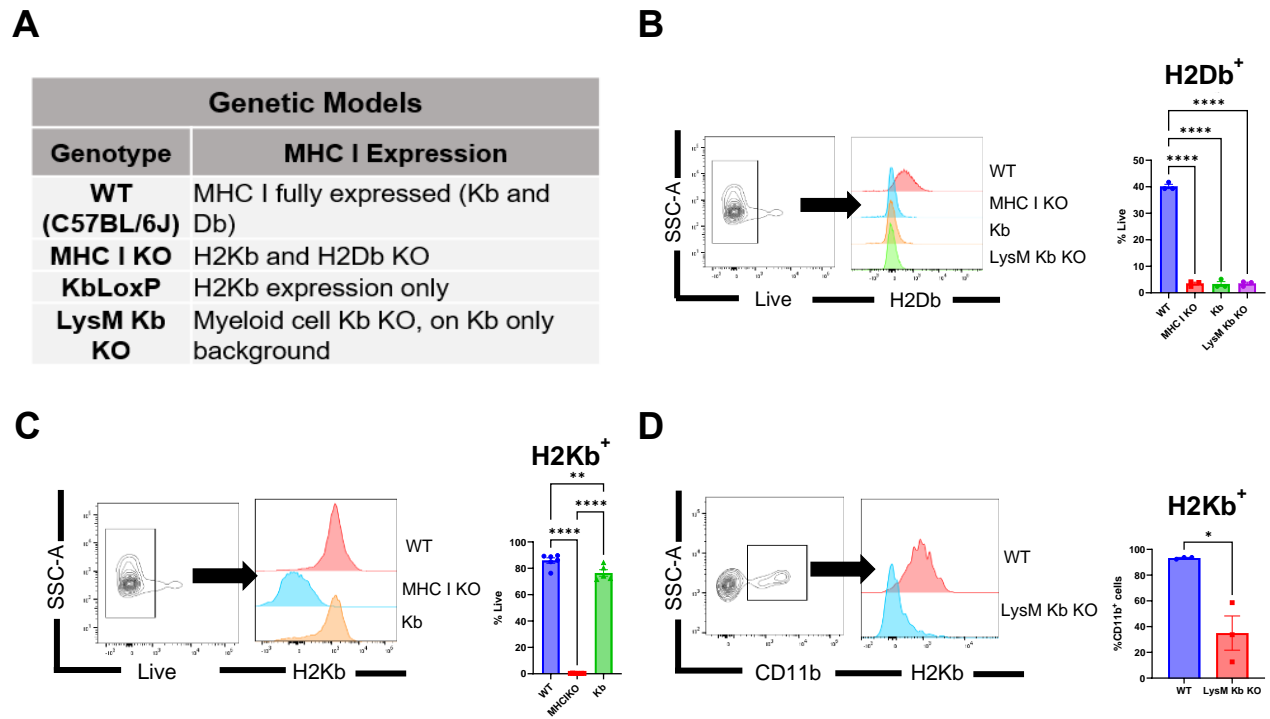 A
Genetic Models
Genotype MHC I Expression
WT (C57BL/6J) MHC I fully expressed (Kb and Db)
MHC I KO H2Kb and H2Db KO
KbLoxP H2Kb expression only
LysM Kb KO Myeloid cell Kb KO, on Kb only background
B
H2Db+
SSC-A
WT
MHC I KO
Kb
LysM Kb KO
Live
H2Db
****
****
****
% Live
50
40
30
20
10
0
WT
MHC I KO
Kb
LysM Kb KO
C
H2Kb+
SSC-A
WT
MHC I KO
Kb
Live
H2Kb
**
****
****
% Live
100
80
60
40
20
0
WT
MHCIKO
Kb
D
H2Kb+
SSC-A
WT
LysM Kb KO
CD11b
H2Kb
*
%CD11b+ cells
100
80
60
40
20
0
WT
LysM Kb KO